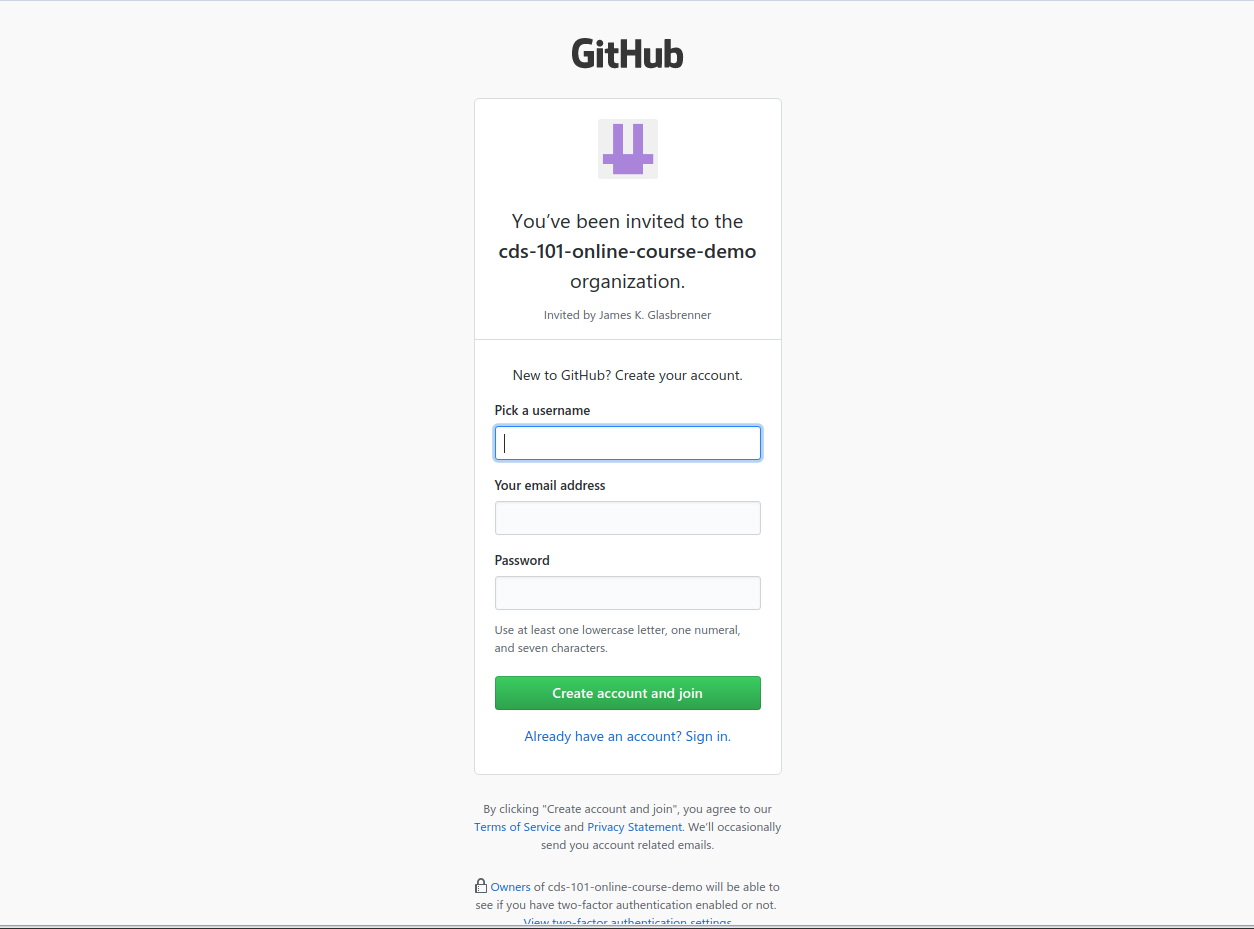 GitHub
You’ve been invited to the
cds-101-online-course-demo
organization.
Invited by James K. Glasbrenner
New to GitHub? Create your account.
Pick a username
Your email address
Password
Use at least one lowercase letter, one numeral,
and seven characters.
Create account and join
Already have an account? Sign in.
By clicking "Create account and join", you agree to our
Terms of Service and Privacy Statement. We’ll occasionally
send you account related emails.
Owners of cds-101-online-course-demo will be able to
see if you have two-factor authentication enabled or not.
View two-factor authentication settings.